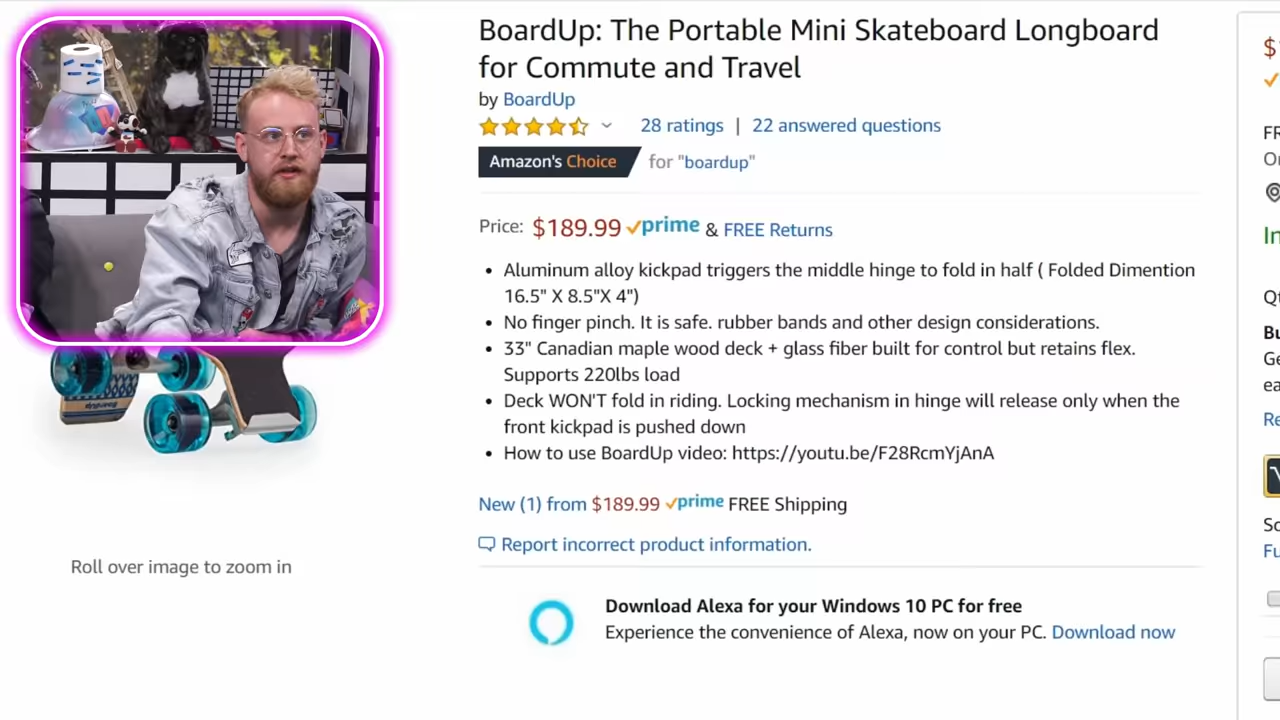 BoardUp: The Portable Mini Skateboard Longboard
for Commute and Travel
by BoardUp
28 ratings | 22 answered questions
Amazon's Choice for "boardup"
Price: $189.99 prime & FREE Returns
• Aluminum alloy kickpad triggers the middle hinge to fold in half ( Folded Dimention
16.5" X 8.5"X 4")
• No finger pinch. It is safe. rubber bands and other design considerations.
• 33" Canadian maple wood deck + glass fiber built for control but retains flex.
Supports 220lbs load
• Deck WON'T fold in riding. Locking mechanism in hinge will release only when the
front kickpad is pushed down
• How to use BoardUp video: https://youtu.be/F28RcmYjAnA
New (1) from $189.99 prime FREE Shipping
Report incorrect product information.
Roll over image to zoom in
Download Alexa for your Windows 10 PC for free
Experience the convenience of Alexa, now on your PC. Download now
$